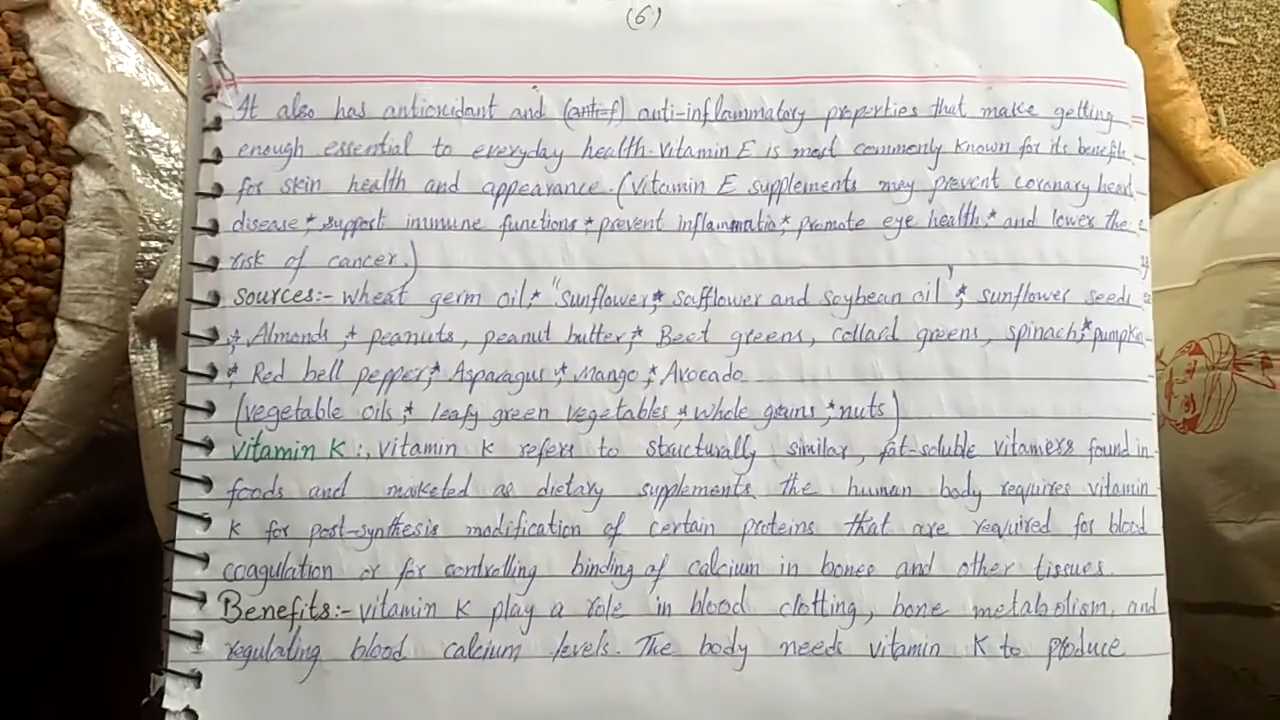 (6)
It also has antioxidant and (anti-f) anti-inflammatory properties that make getting
enough essential to everyday health. Vitamin E is most commonly known for its benefits
for skin health and appearance. (Vitamin E supplements may prevent coronary heart
disease,* support immune functions * prevent inflammatio* promote eye health,* and lower the
risk of cancer.)
Sources:- Wheat germ oil,* "Sunflower,* safflower and soybean oil",* sunflower seeds
,* Almonds ,* peanuts, peanut butter,* Beet greens, collard greens, spinach,* pumpkin
,* Red bell pepper,* Asparagus ,* Mango ,* Avocado
(vegetable oils ,* leafy green vegetables ,* whole grains ,* nuts)
Vitamin K :, vitamin K refers to structurally similar, fat-soluble vitamers found in
foods and marketed as dietary supplements. The human body requires vitamin
K for post-synthesis modification of certain proteins that are required for blood
coagulation or for controlling binding of calcium in bones and other tissues.
Benefits:- vitamin K play a role in blood clotting, bone metabolism, and
regulating blood calcium levels. The body needs vitamin K to produce